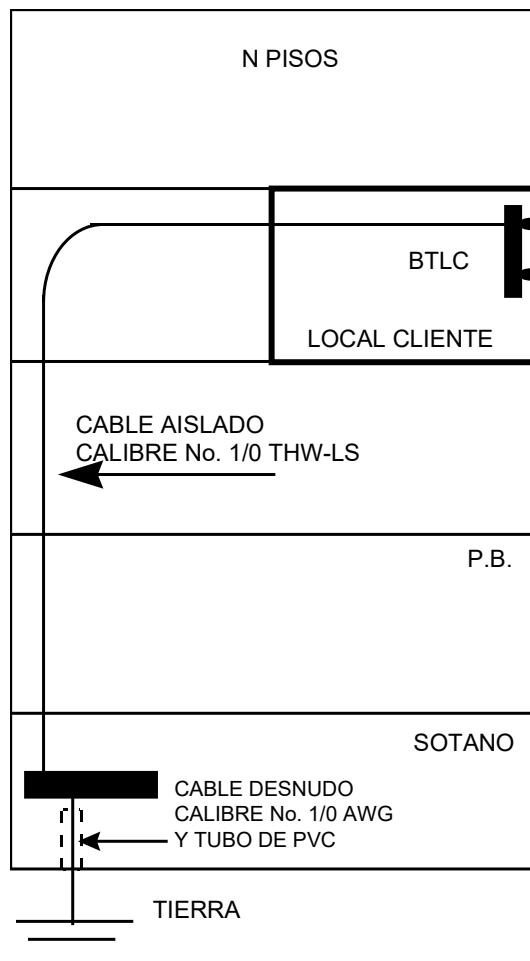 N PISOS
BTLC
LOCAL CLIENTE
CABLE AISLADO
CALIBRE No. 1/0 THW-LS
P.B.
SOTANO
CABLE DESNUDO
CALIBRE No. 1/0 AWG
Y TUBO DE PVC
TIERRA